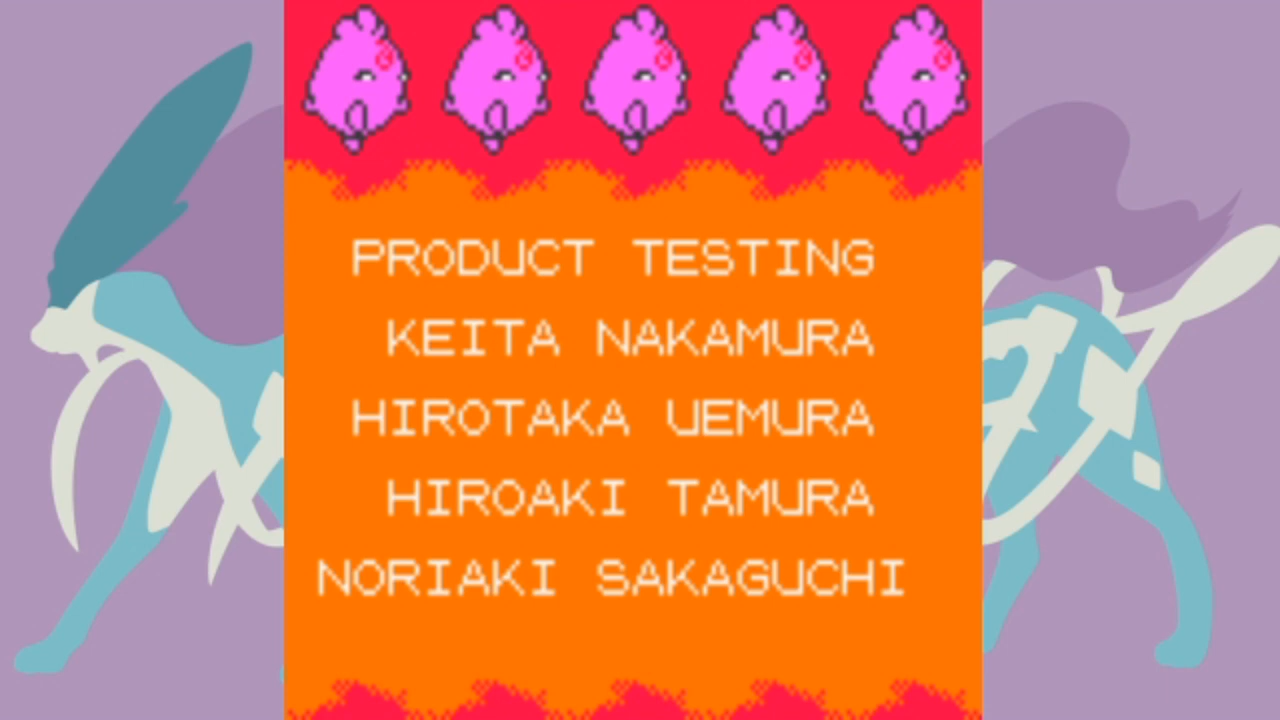 PRODUCT TESTING
KEITA NAKAMURA
HIROTAKA UEMURA
HIROAKI TAMURA
NORIAKI SAKAGUCHI